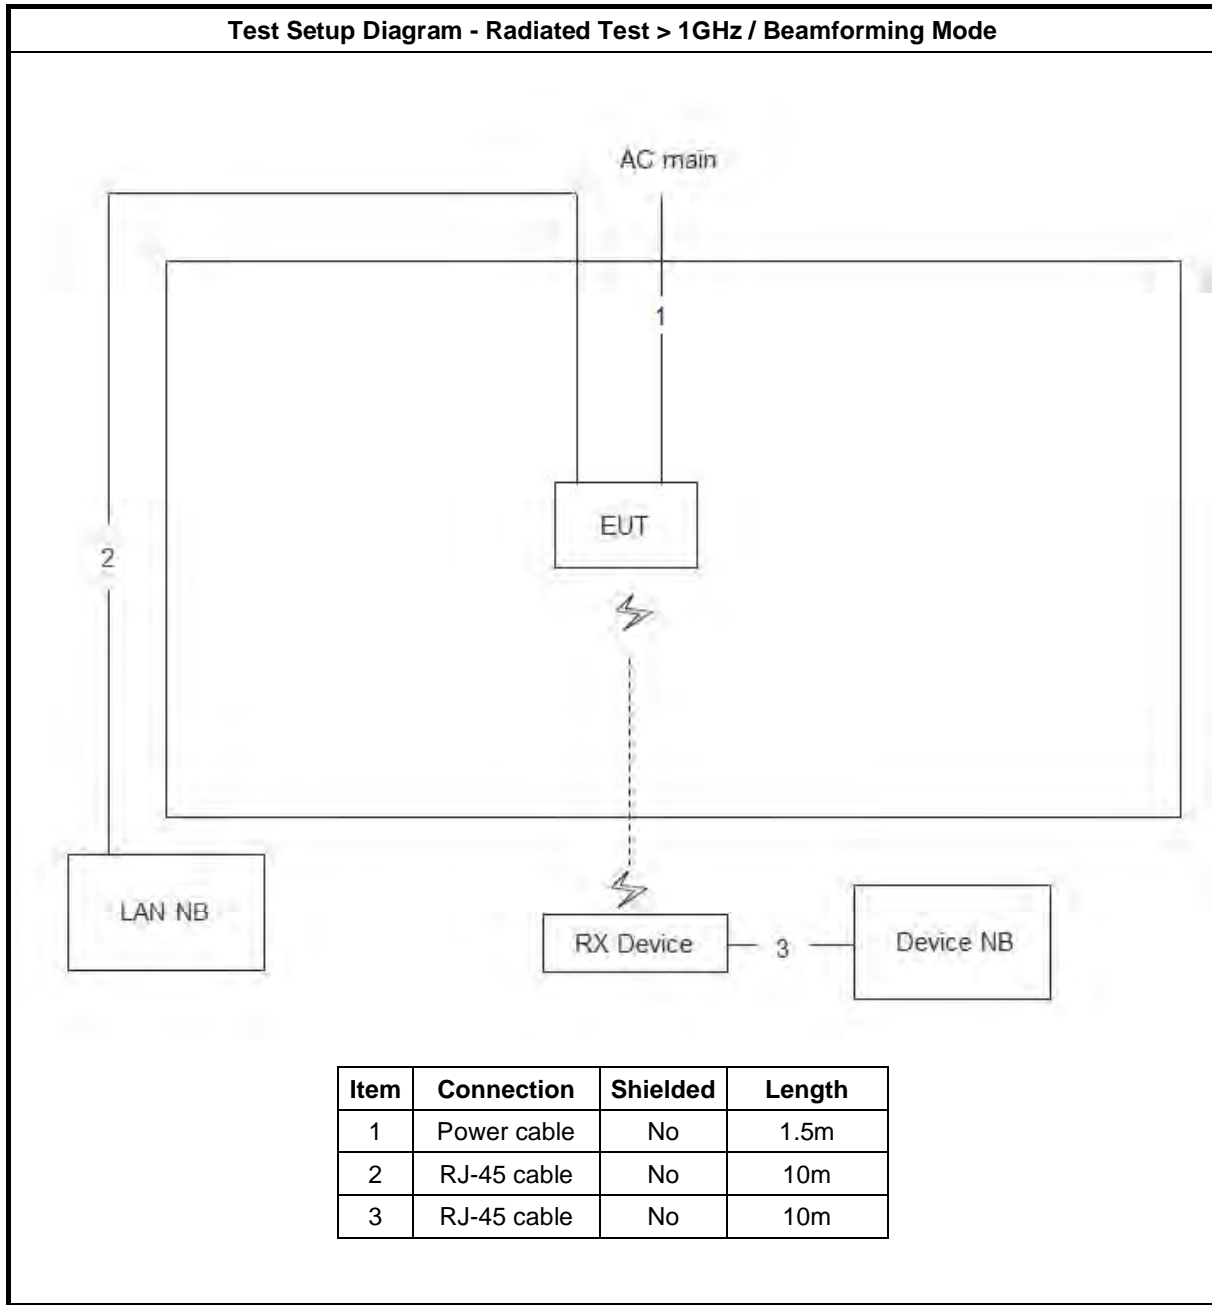 Test Setup Diagram - Radiated Test > 1GHz / Beamforming Mode
AC main
1
EUT
2
LAN NB
RX Device
3
Device NB
Item Connection Shielded Length
1 Power cable No 1.5m
2 RJ-45 cable No 10m
3 RJ-45 cable No 10m